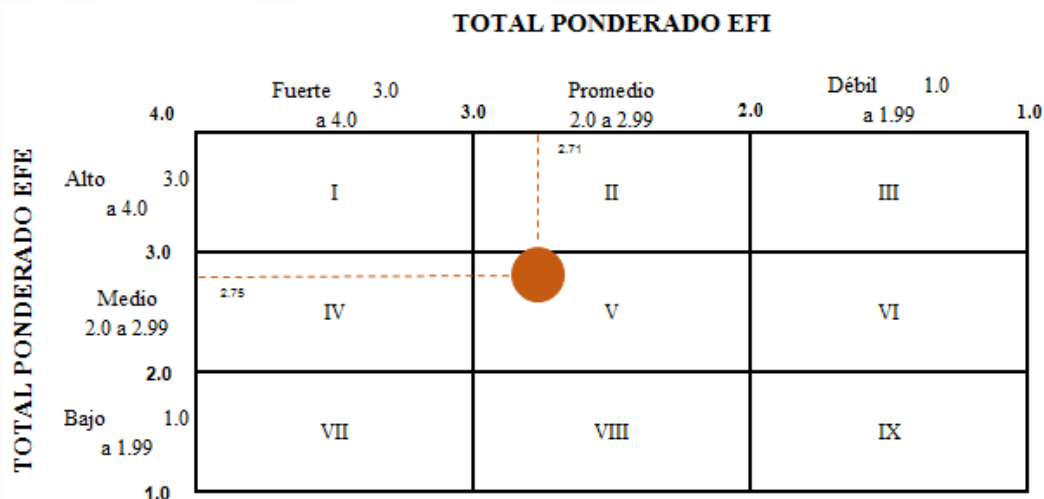 TOTAL PONDERADO EFI
Fuerte 3.0
a 4.0
Promedio
2.0 a 2.99
Débil 1.0
a 1.99
4.0 3.0 2.0 1.0
TOTAL PONDERADO EFE
Alto 3.0
a 4.0
2.71
I II III
3.0
Medio
2.0 a 2.99
2.75
IV V VI
2.0
Bajo 1.0
a 1.99
VII VIII IX
1.0